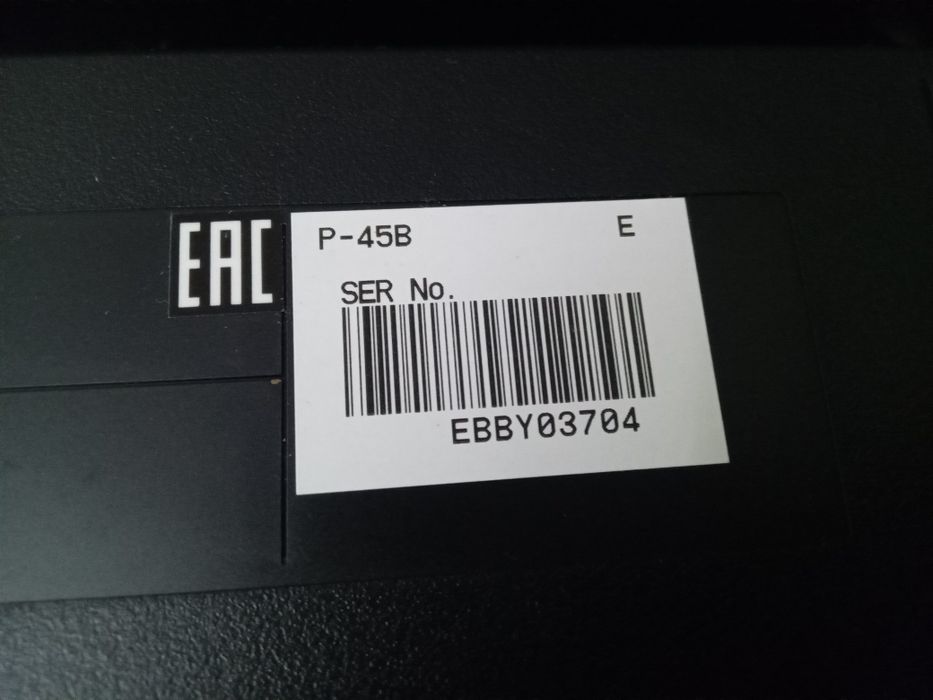 EAC
P-45B E
SER No.
EBBY03704